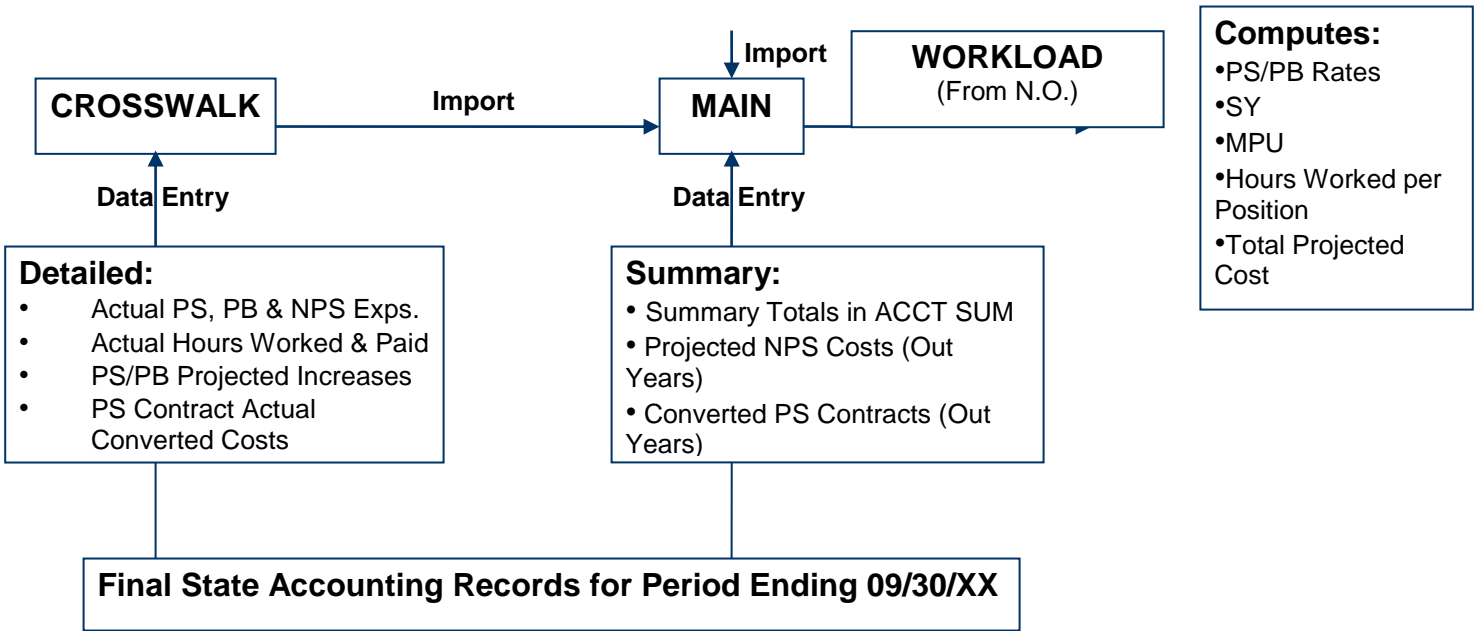 Import
WORKLOAD
(From N.O.)
Computes:
•PS/PB Rates
•SY
•MPU
•Hours Worked per
Position
•Total Projected
Cost
CROSSWALK
Import
MAIN
Data Entry
Data Entry
Detailed:
• Actual PS, PB & NPS Exps.
• Actual Hours Worked & Paid
• PS/PB Projected Increases
• PS Contract Actual
Converted Costs
Summary:
• Summary Totals in ACCT SUM
• Projected NPS Costs (Out
Years)
• Converted PS Contracts (Out
Years)
Final State Accounting Records for Period Ending 09/30/XX